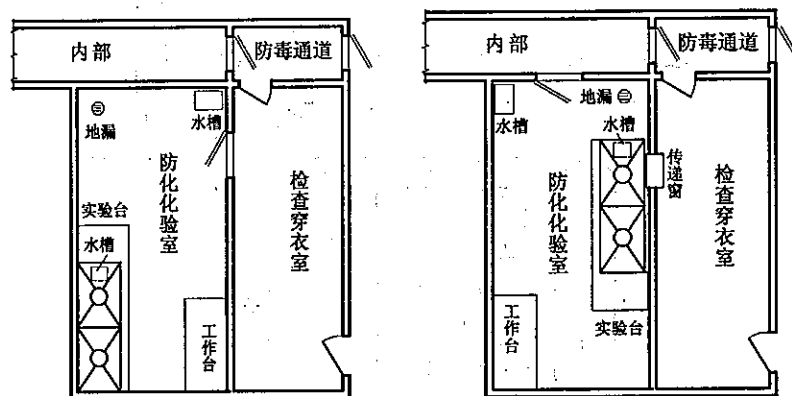 内部
防毒通道
地漏
水槽
防化化验室
检查穿衣室
实验台
水槽
工作台
内部
防毒通道
地漏
水槽
水槽
传递窗
防化化验室
检查穿衣室
工作台
实验台